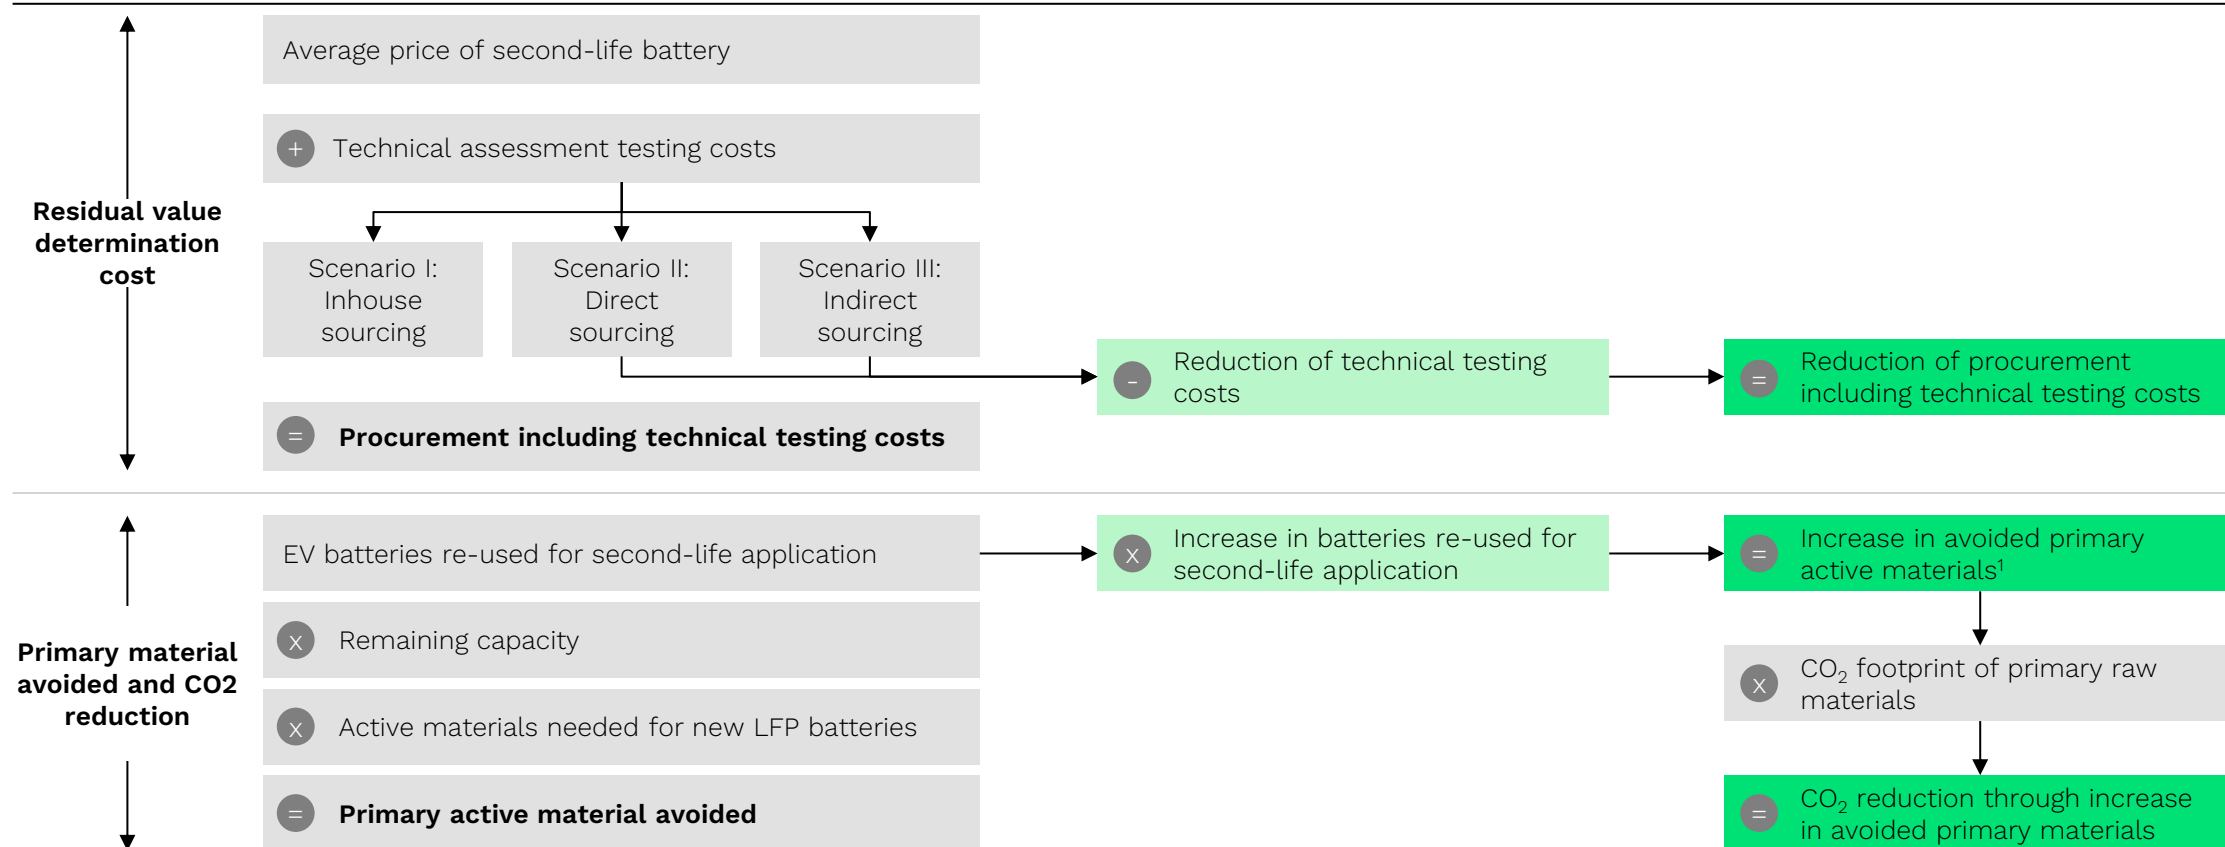 Average price of second-life battery
+ Technical assessment testing costs
Residual value
determination
cost
Scenario I:
Inhouse
sourcing
Scenario II:
Direct
sourcing
Scenario III:
Indirect
sourcing
- Reduction of technical testing
costs
= Reduction of procurement
including technical testing costs
= Procurement including technical testing costs
Primary material
avoided and CO2
reduction
EV batteries re-used for second-life application
x Increase in batteries re-used for
second-life application
= Increase in avoided primary
active materials¹
x Remaining capacity
x CO₂ footprint of primary raw
materials
x Active materials needed for new LFP batteries
= Primary active material avoided
= CO₂ reduction through increase
in avoided primary materials